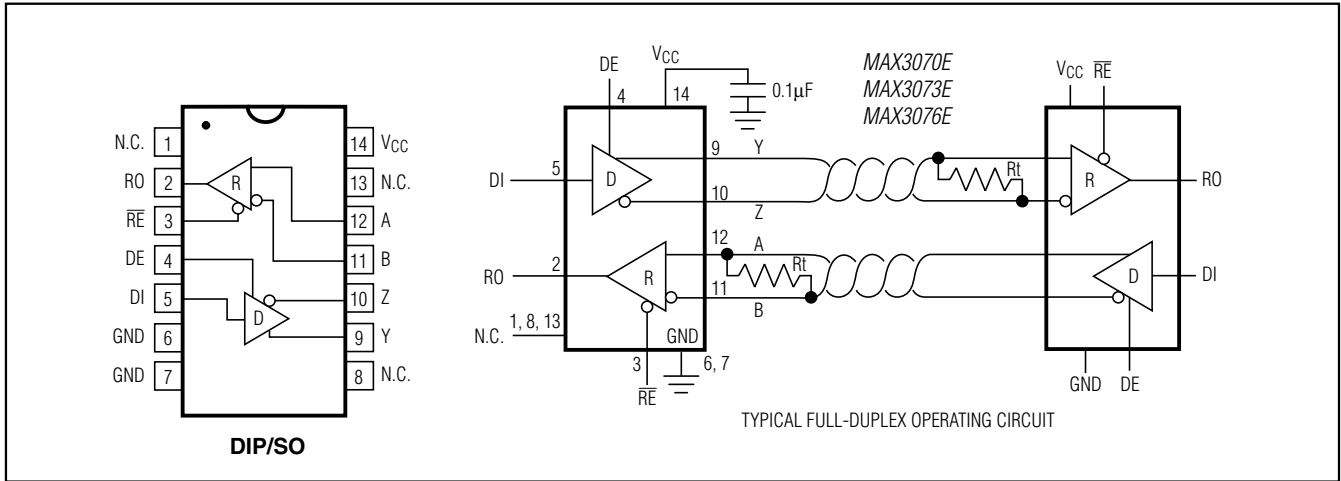 N.C. 1
RO 2
R̅E̅ 3
DE 4
DI 5
GND 6
GND 7
14 VCC
13 N.C.
12 A
11 B
10 Z
9 Y
8 N.C.
R
D
DIP/SO
DE
4
VCC
14
0.1µF
MAX3070E
MAX3073E
MAX3076E
VCC R̅E̅
DI 5
D
9 Y
10 Z
Rt
R
RO
RO 2
R
12 A
11 B
Rt
D
DI
N.C. 1, 8, 13
GND
3
R̅E̅
6, 7
GND DE
TYPICAL FULL-DUPLEX OPERATING CIRCUIT